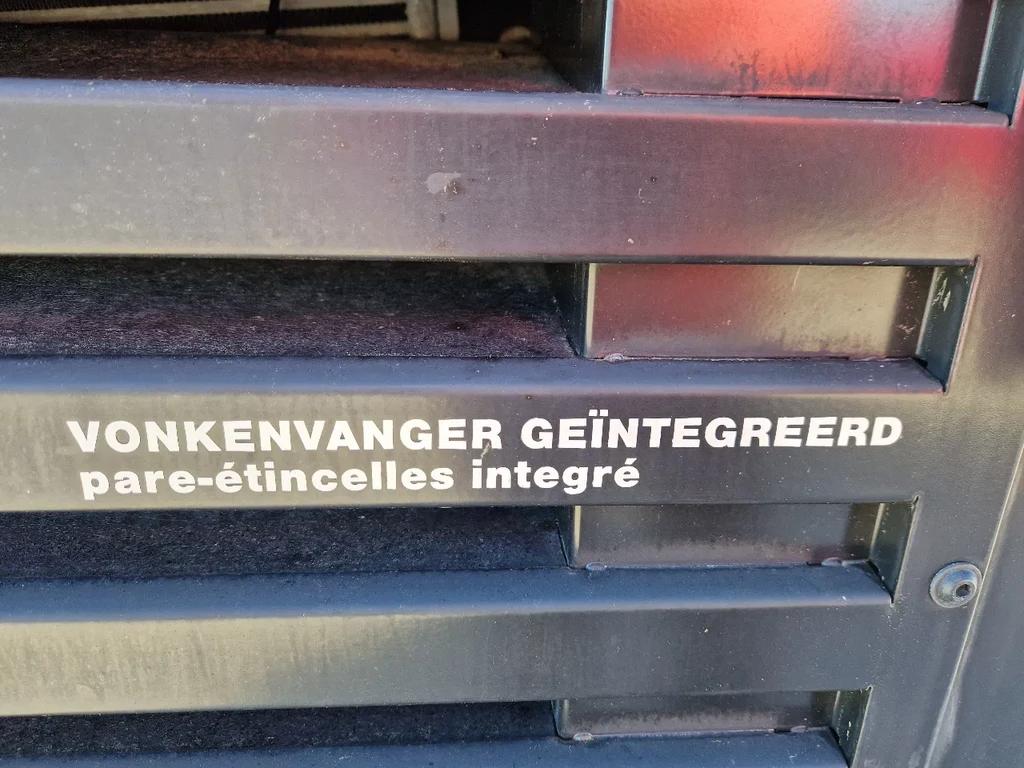 VONKENVANGER GEÏNTEGREERD
pare-étincelles integré